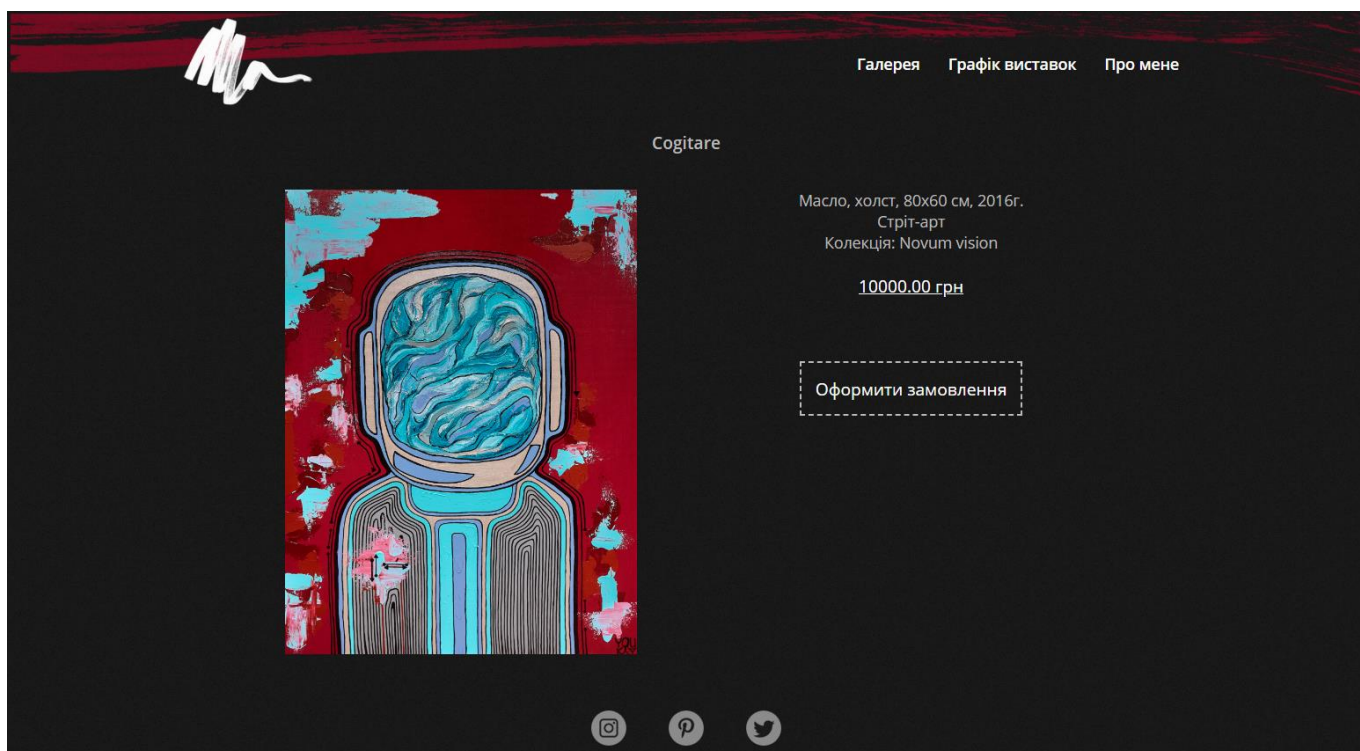 Галерея Графік виставок Про мене
Cogitare
Масло, холст, 80x60 см, 2016г.
Стріт-арт
Колекція: Novum vision
10000.00 грн
Оформити замовлення